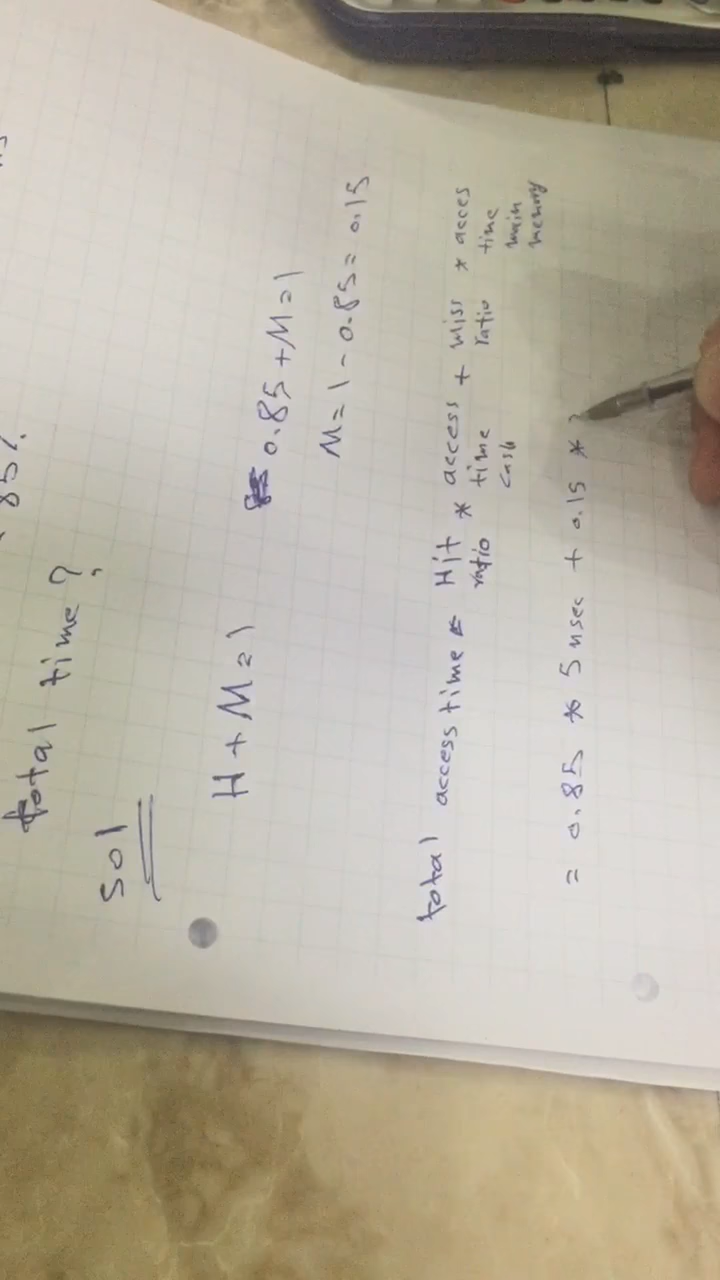 85%
total time?
Sol
H + M = 1
0.85 + M = 1
M = 1 - 0.85 = 0.15
total access time = Hit * access + miss * acces
ratio time ratio time
cash main
memory
= 0.85 * 5 nsec + 0.15 *